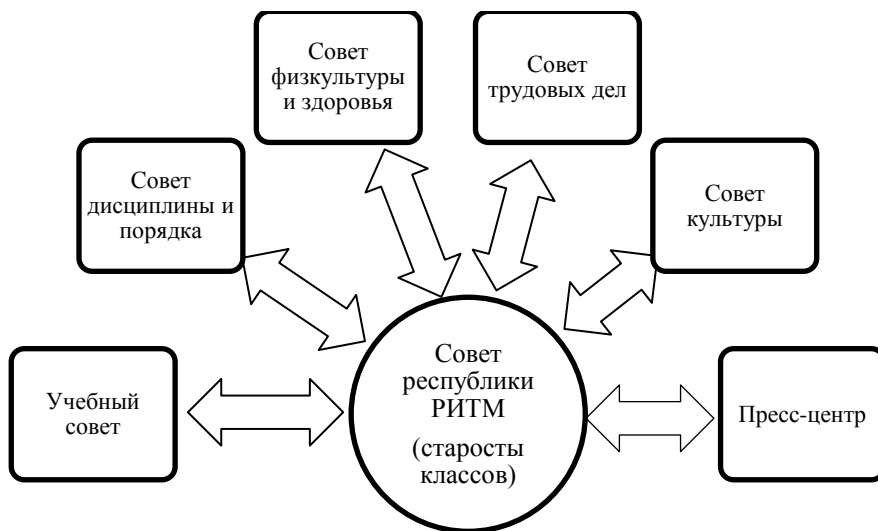 Совет
физкультуры
и здоровья
Совет
трудовых дел
Совет
дисциплины и
порядка
Совет
культуры
Учебный
совет
Совет
республики
РИТМ
(старосты
классов)
Пресс-центр